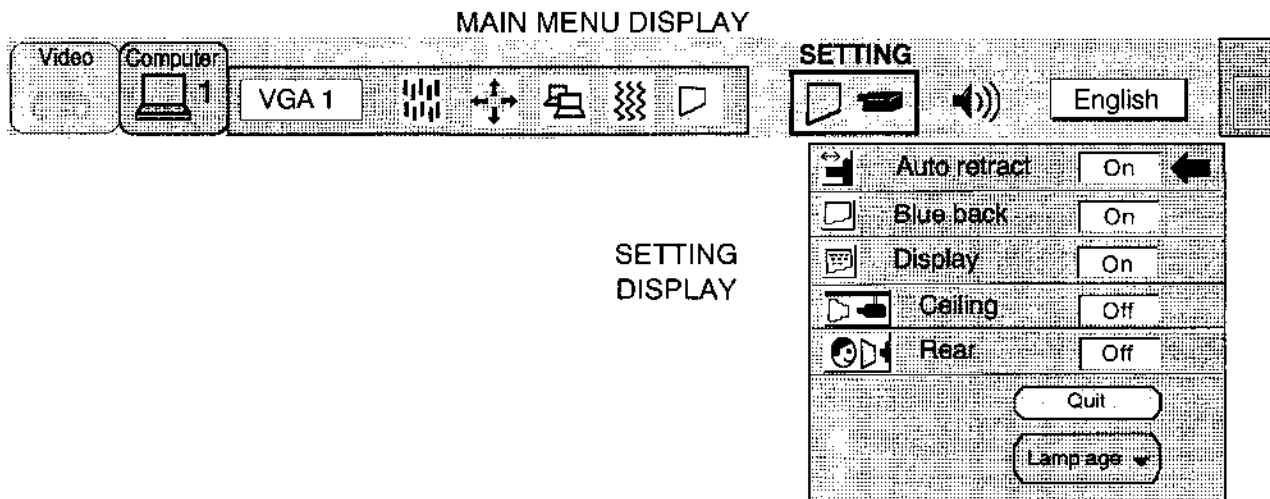 MAIN MENU DISPLAY
Video Computer SETTING
1 VGA 1 English
Auto retract On
Blue back On
SETTING DISPLAY
Display On
Ceiling Off
Rear Off
Quit
Lamp age